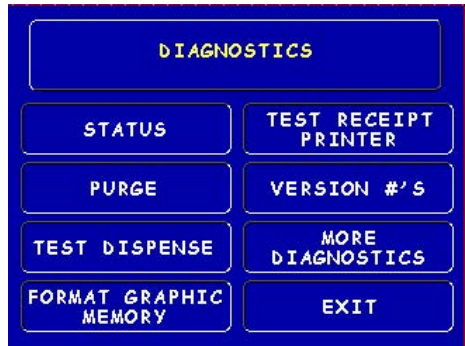 DIAGNOSTICS
STATUS
TEST RECEIPT
PRINTER
PURGE
VERSION #'S
TEST DISPENSE
MORE
DIAGNOSTICS
FORMAT GRAPHIC
MEMORY
EXIT